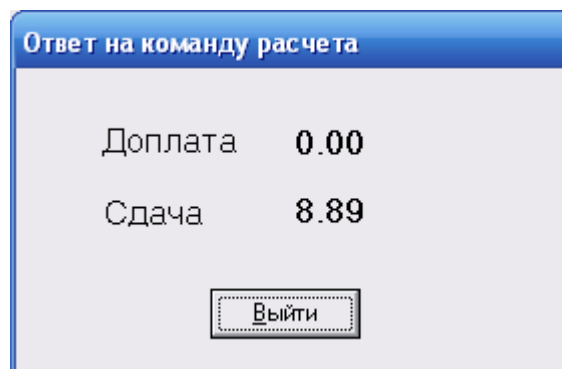 Ответ на команду расчета
Доплата 0.00
Сдача 8.89
Выйти